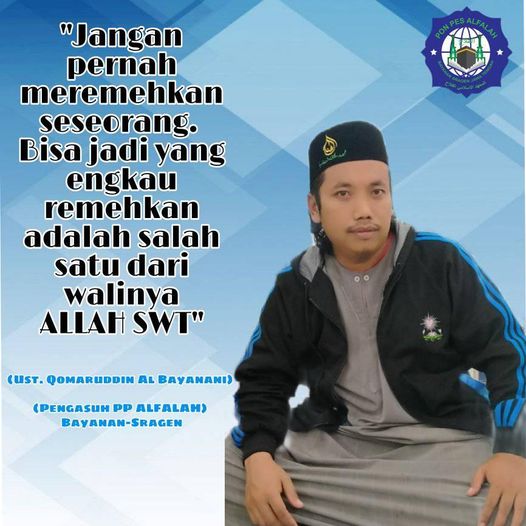 PON PES ALFALAH
"Jangan
pernah
meremehkan
seseorang.
Bisa jadi yang
engkau
remehkan
adalah salah
satu dari
walinya
ALLAH SWT"
(Ust. Qomaruddin Al Bayanani)
(Pengasuh PP ALFALAH)
Bayanan-Sragen